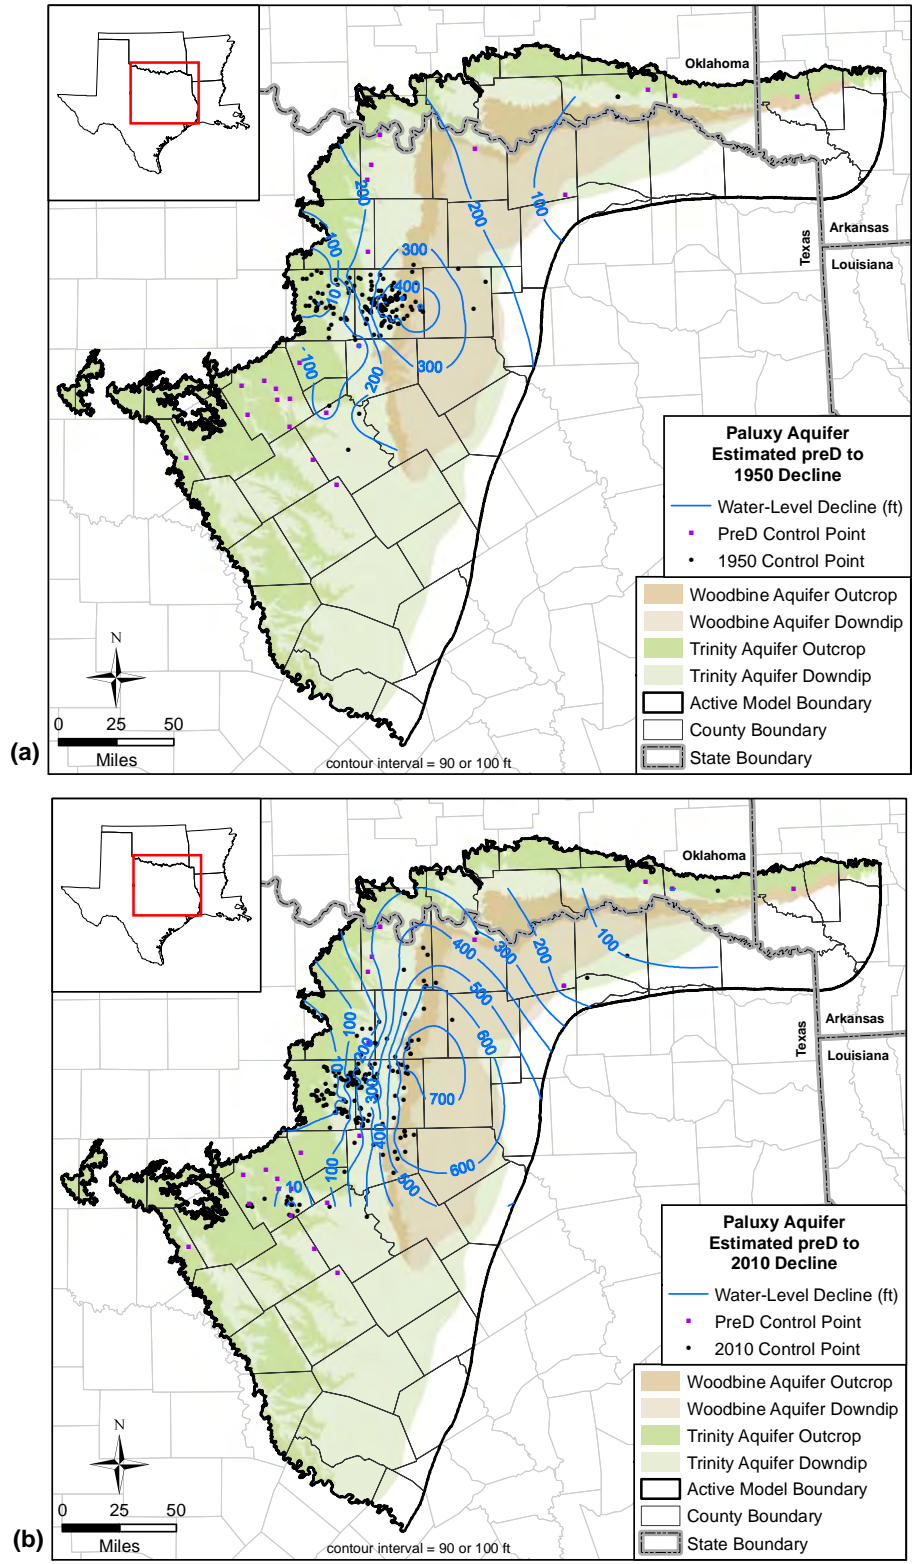 Oklahoma
Texas
Arkansas
Louisiana
200
100
200
100
300
10
400
300
100
200
Paluxy Aquifer
Estimated preD to
1950 Decline
Water-Level Decline (ft)
PreD Control Point
1950 Control Point
Woodbine Aquifer Outcrop
Woodbine Aquifer Downdip
Trinity Aquifer Outcrop
Trinity Aquifer Downdip
Active Model Boundary
County Boundary
State Boundary
N
0 25 50
Miles
(a)
contour interval = 90 or 100 ft
Oklahoma
Texas
Arkansas
Louisiana
400
300
200
100
500
600
100
200
300
700
400
100
600
500
10
Paluxy Aquifer
Estimated preD to
2010 Decline
Water-Level Decline (ft)
PreD Control Point
2010 Control Point
Woodbine Aquifer Outcrop
Woodbine Aquifer Downdip
Trinity Aquifer Outcrop
Trinity Aquifer Downdip
Active Model Boundary
County Boundary
State Boundary
N
0 25 50
Miles
(b)
contour interval = 90 or 100 ft